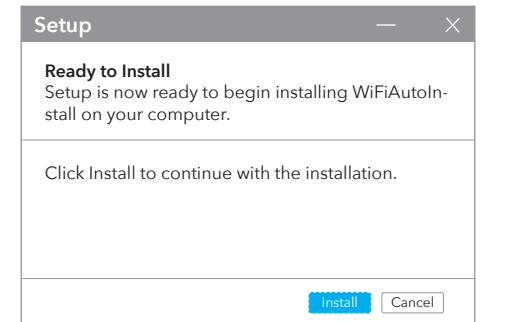 Setup
Ready to Install
Setup is now ready to begin installing WiFiAutoIn-
stall on your computer.
Click Install to continue with the installation.
Install Cancel